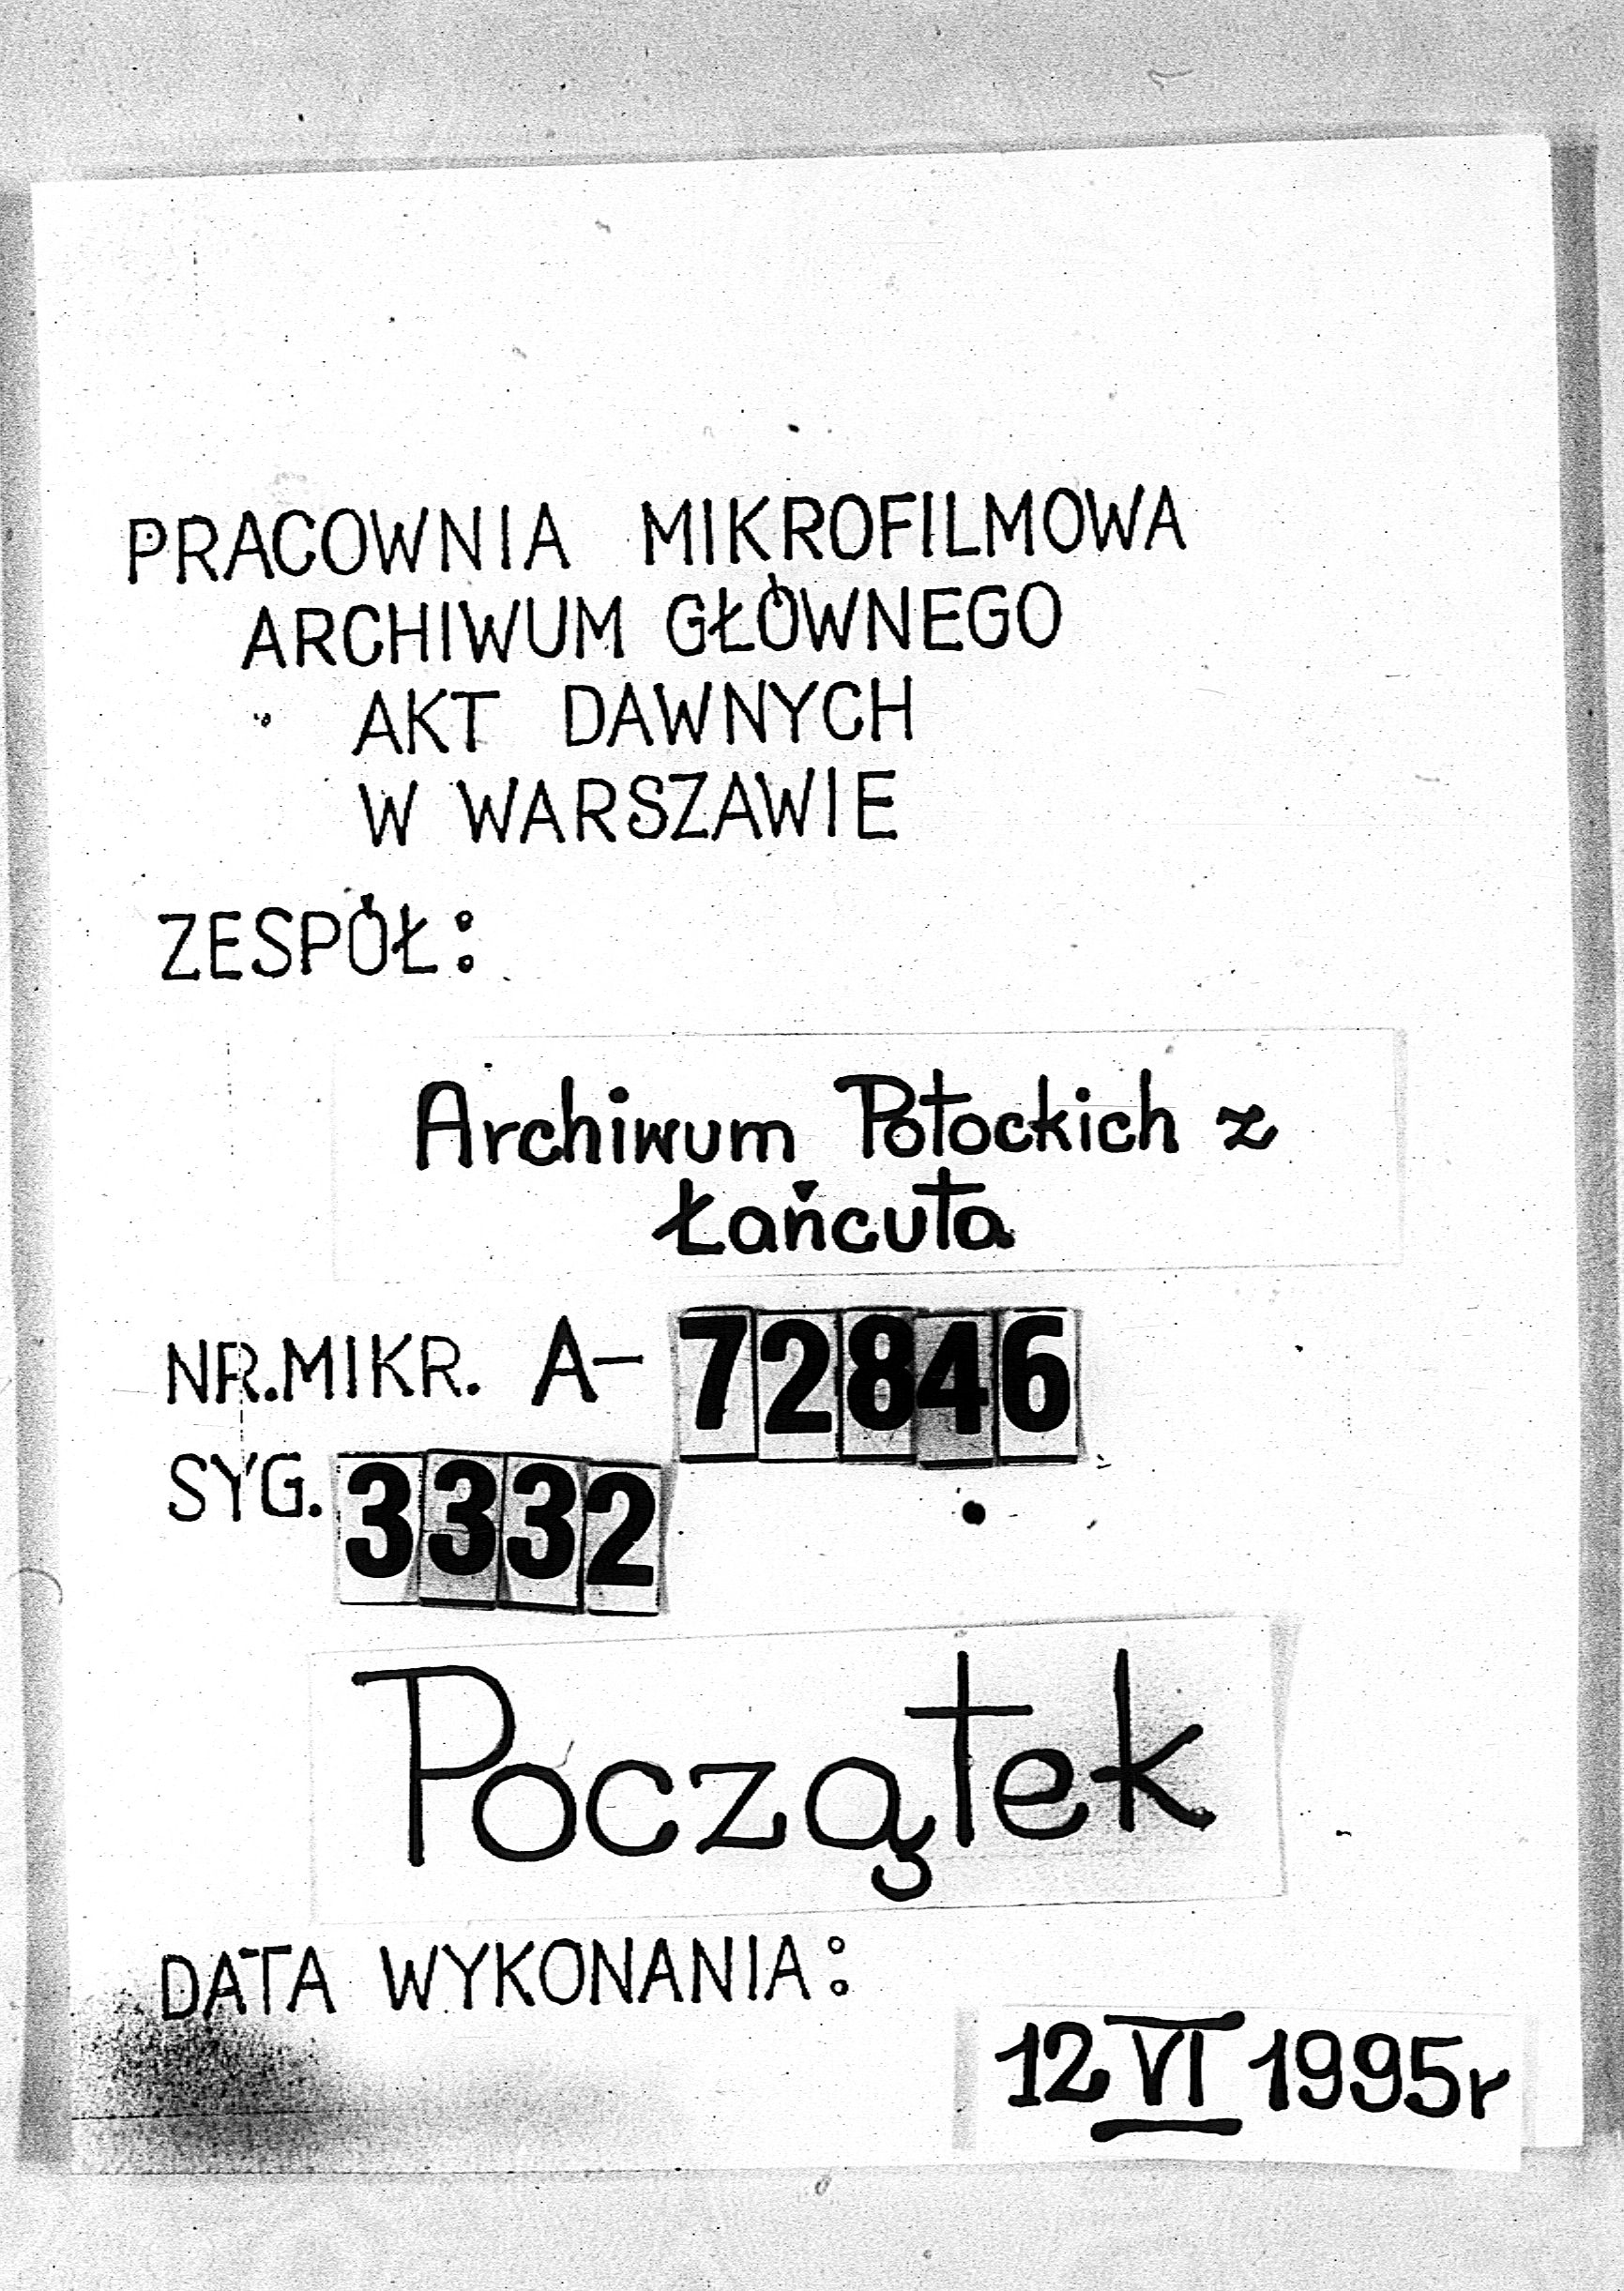 PRACOWNIA MIKROFILMOWA
ARCHIWUM GŁÓWNEGO
AKT DAWNYCH
W WARSZAWIE
ZESPÓŁ:
Archiwum Potockich z
Łańcuta
NR.MIKR. A-72846
SYG. 3332
Początek
DATA WYKONANIA:
12 VI 1995r